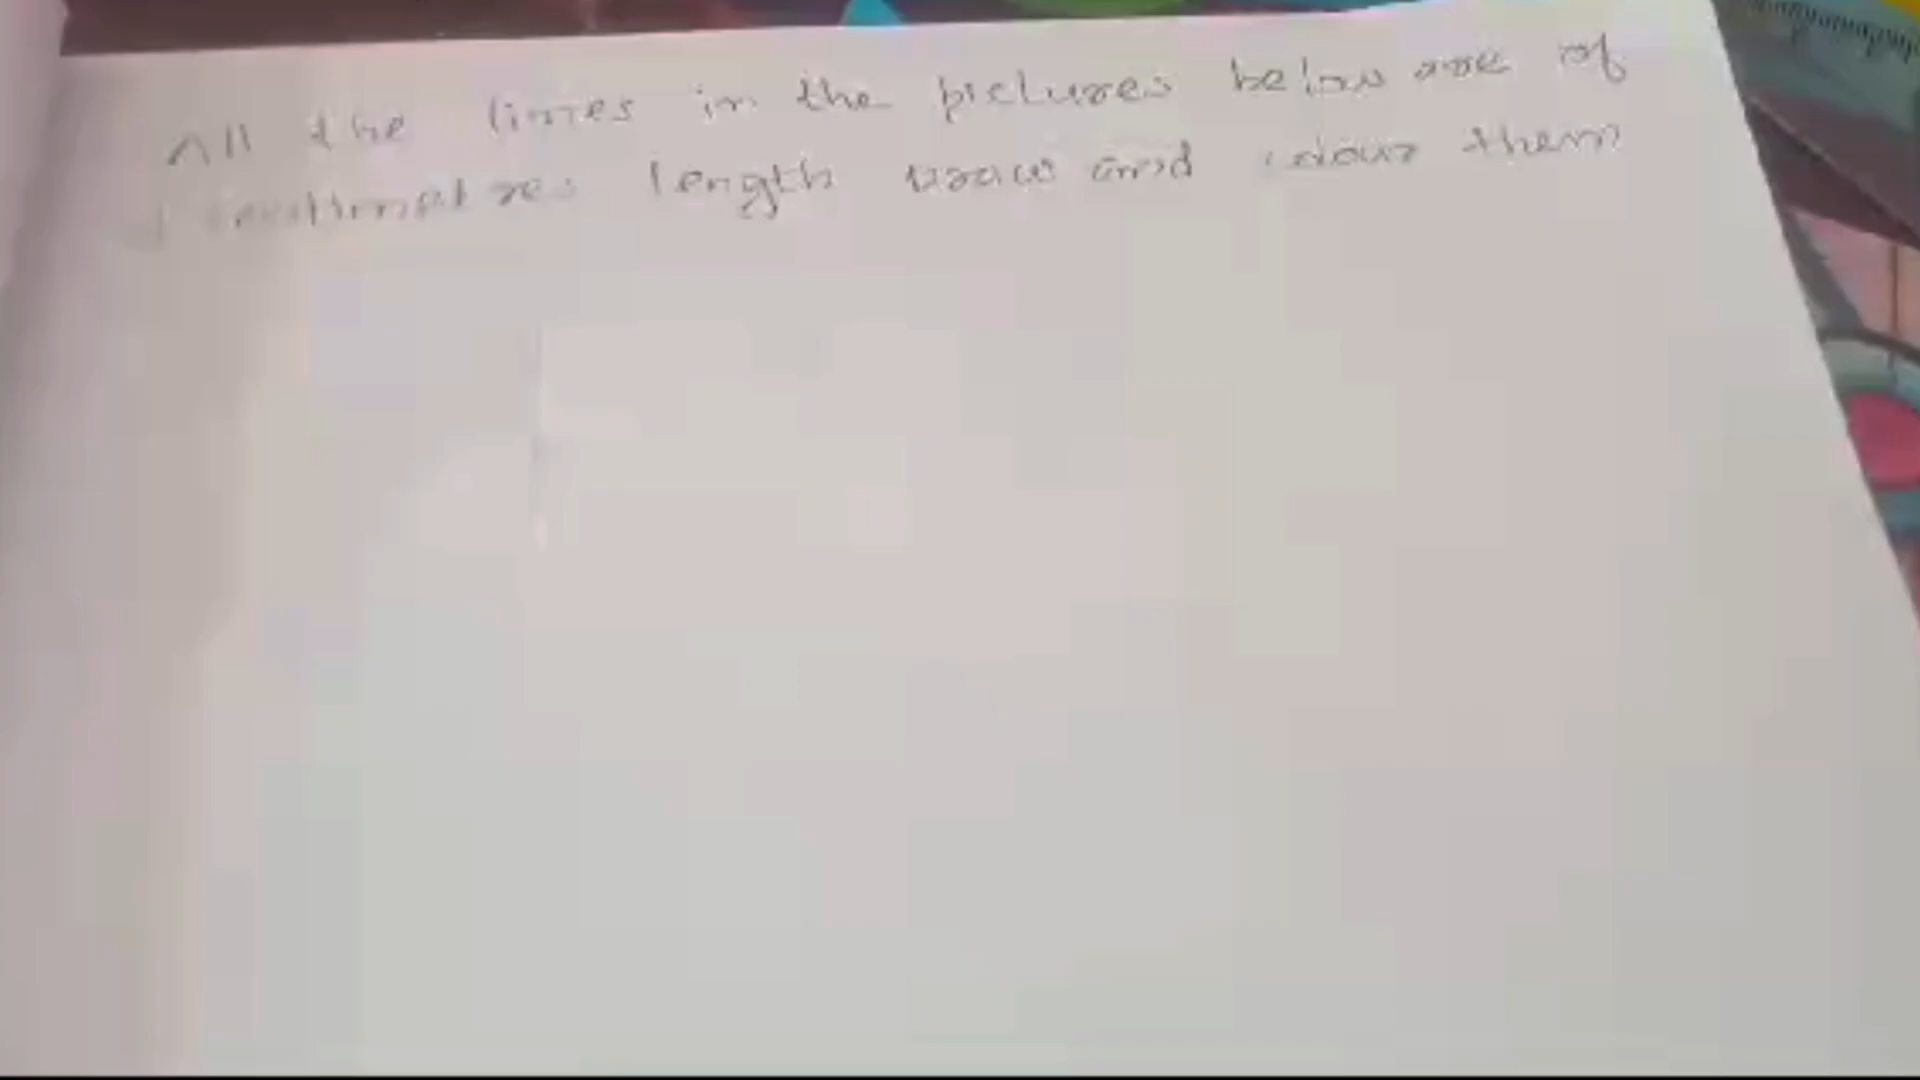 All the lines in the pictures below are of
centimetres length Draw and colour them